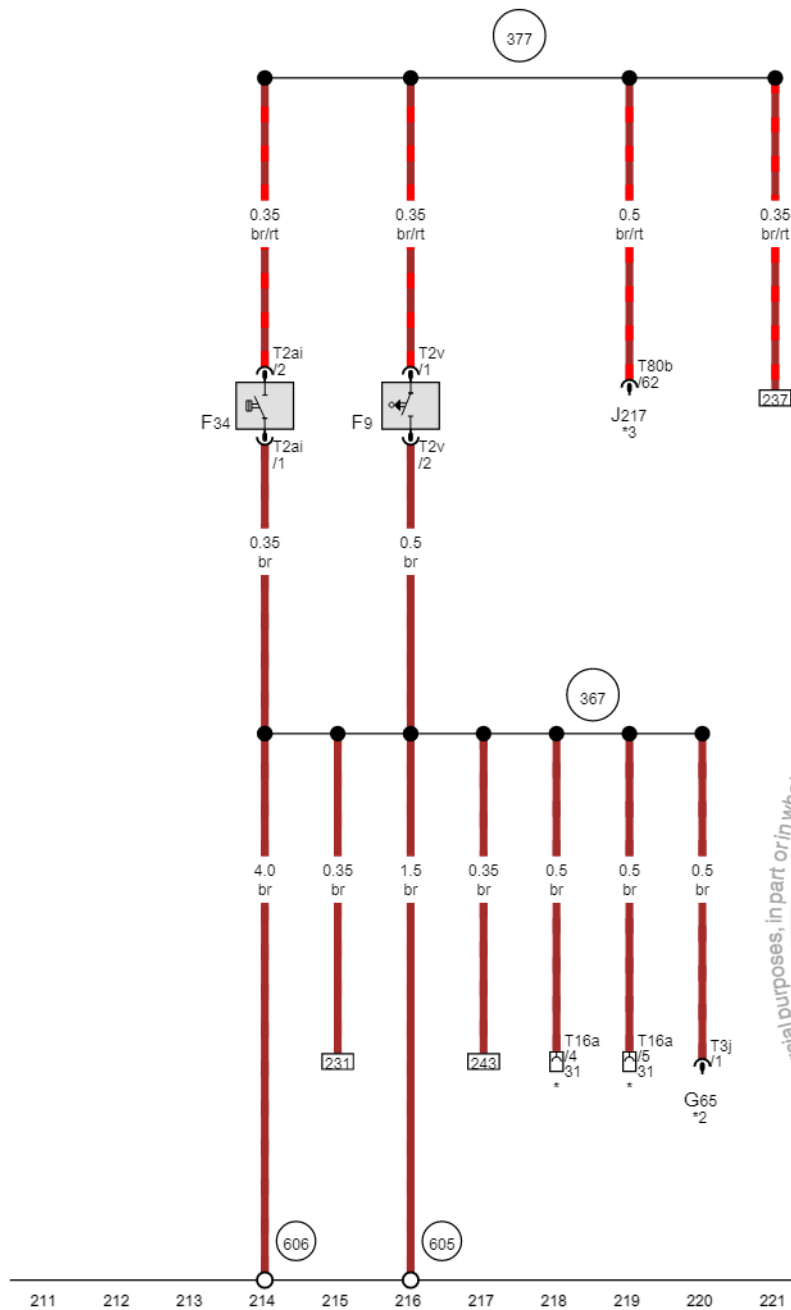 377
0.35
br/rt
0.35
br/rt
0.5
br/rt
0.35
br/rt
T2ai
/2
T2v
/1
T80b
/62
F34
F9
J217
*3
237
T2ai
/1
T2v
/2
0.35
br
0.5
br
367
4.0
br
0.35
br
1.5
br
0.35
br
0.5
br
0.5
br
0.5
br
purposes, in part or in
231
243
T16a
/4
31
*
T16a
/5
31
*
T3j
/1
G65
*2
606
605
211 212 213 214 215 216 217 218 219 220 221